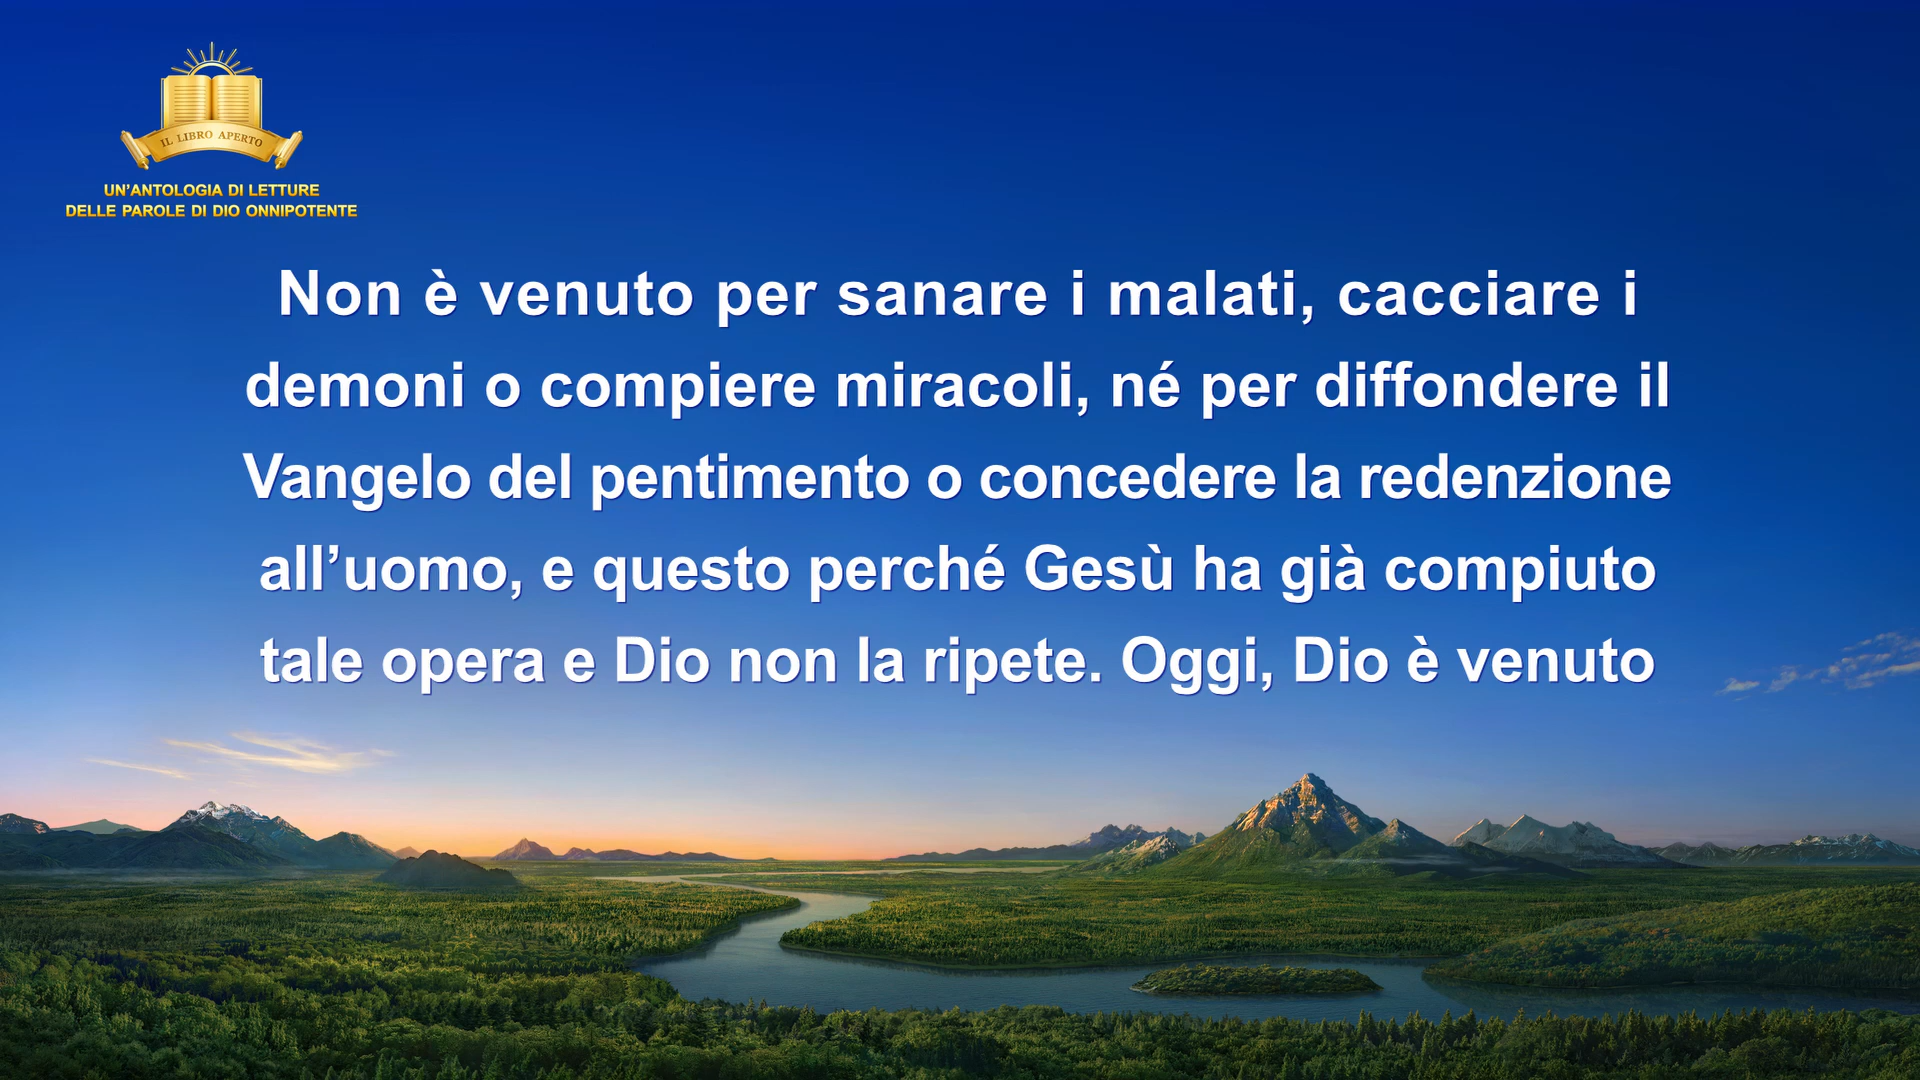 IL LIBRO APERTO
UN’ANTOLOGIA DI LETTURE
DELLE PAROLE DI DIO ONNIPOTENTE
Non è venuto per sanare i malati, cacciare i
demoni o compiere miracoli, né per diffondere il
Vangelo del pentimento o concedere la redenzione
all’uomo, e questo perché Gesù ha già compiuto
tale opera e Dio non la ripete. Oggi, Dio è venuto